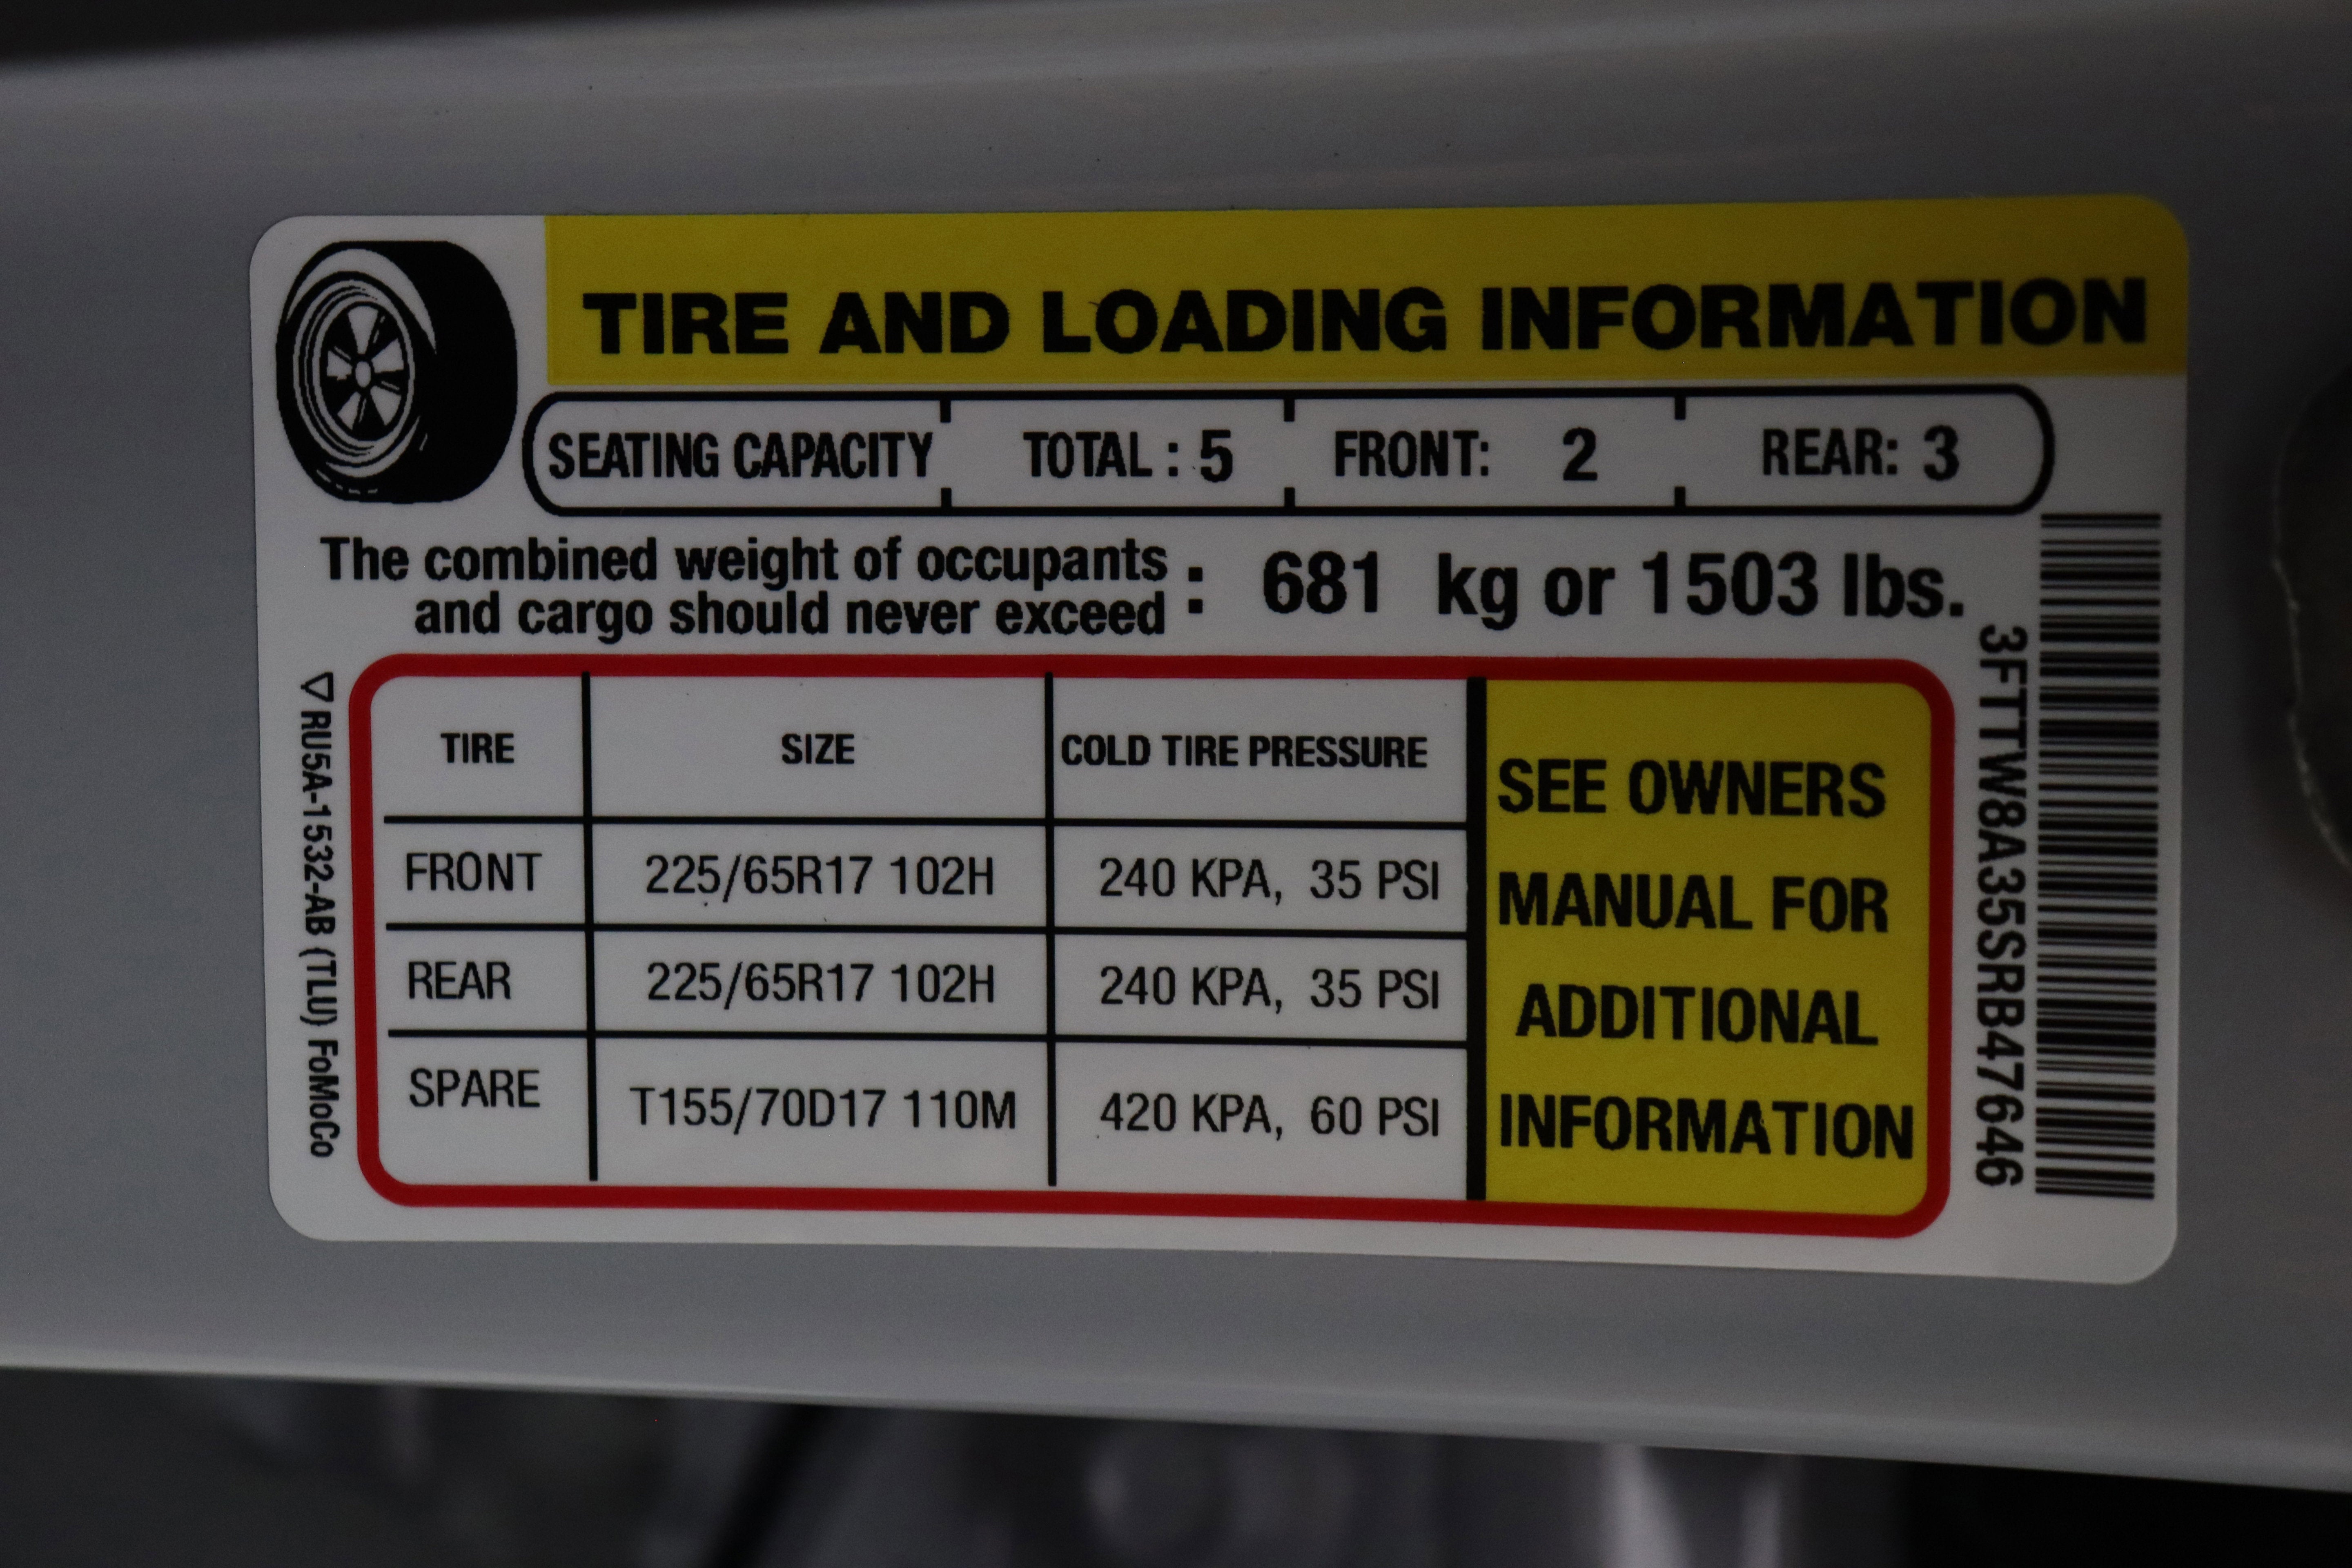 TIRE AND LOADING INFORMATION
SEATING CAPACITY TOTAL : 5 FRONT: 2 REAR: 3
The combined weight of occupants
and cargo should never exceed : 681 kg or 1503 lbs.
TIRE SIZE COLD TIRE PRESSURE
FRONT 225/65R17 102H 240 KPA, 35 PSI
REAR 225/65R17 102H 240 KPA, 35 PSI
SPARE T155/70D17 110M 420 KPA, 60 PSI
SEE OWNERS
MANUAL FOR
ADDITIONAL
INFORMATION
3FTTW8A35SRB47646
RU5A-1532-AB (TLU) FoMoCo